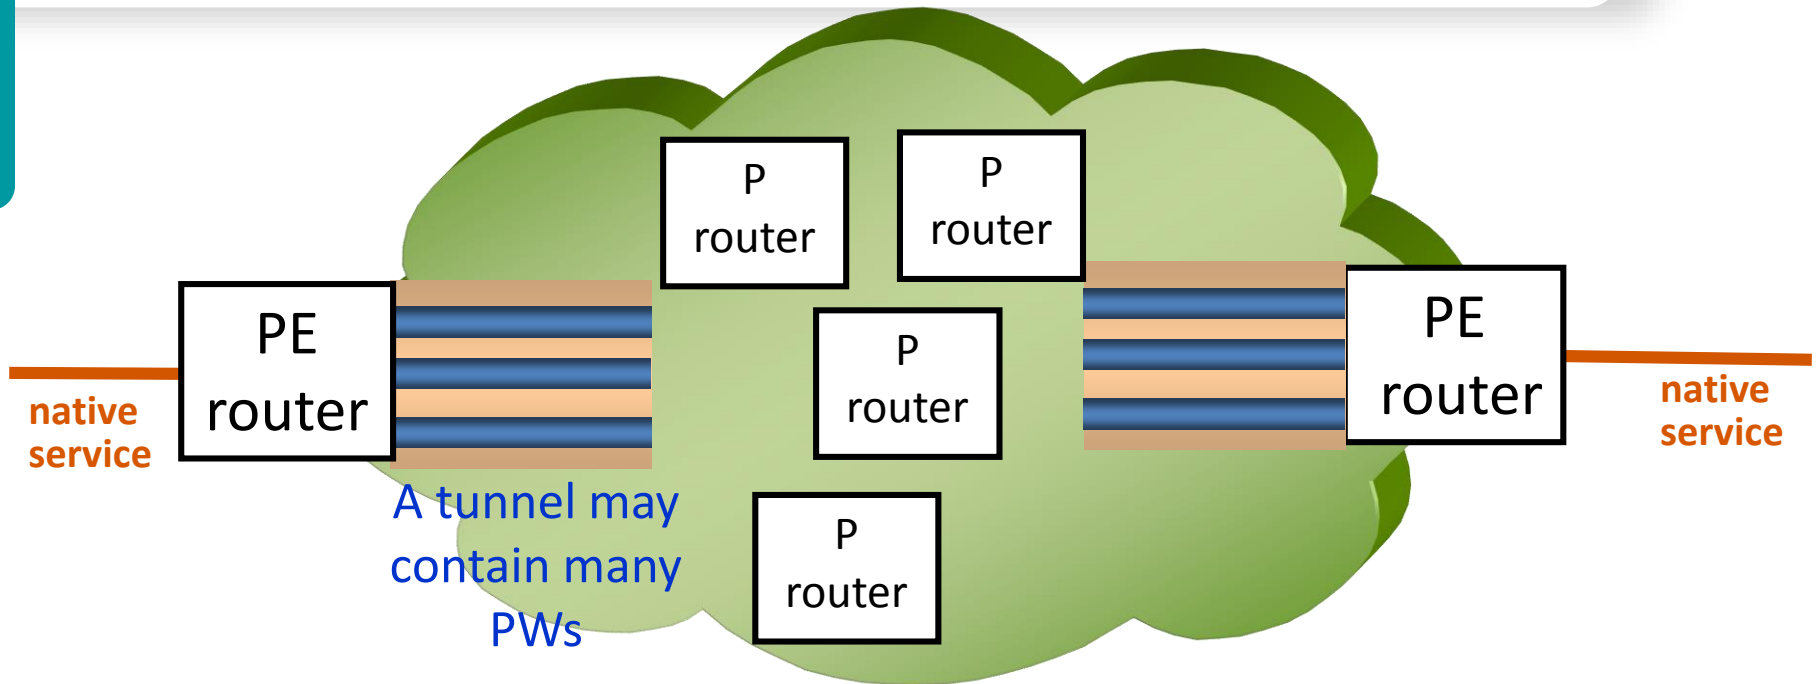 P
router
P
router
PE
router
PE
router
P
router
native
service
native
service
A tunnel may
contain many
PWs
P
router